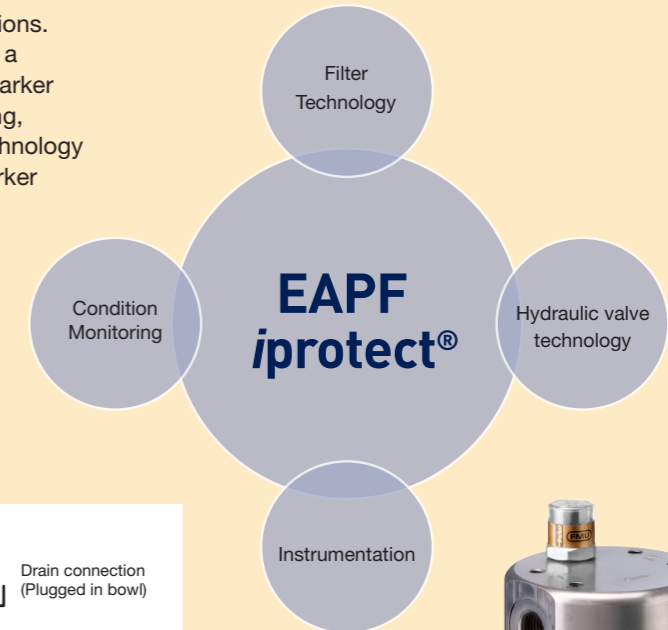 ions.
a
arker
ng,
hnology
rker
Filter
Technology
Condition
Monitoring
EAPF
iprotect®
Hydraulic valve
technology
Instrumentation
Drain connection
(Plugged in bowl)
FMU